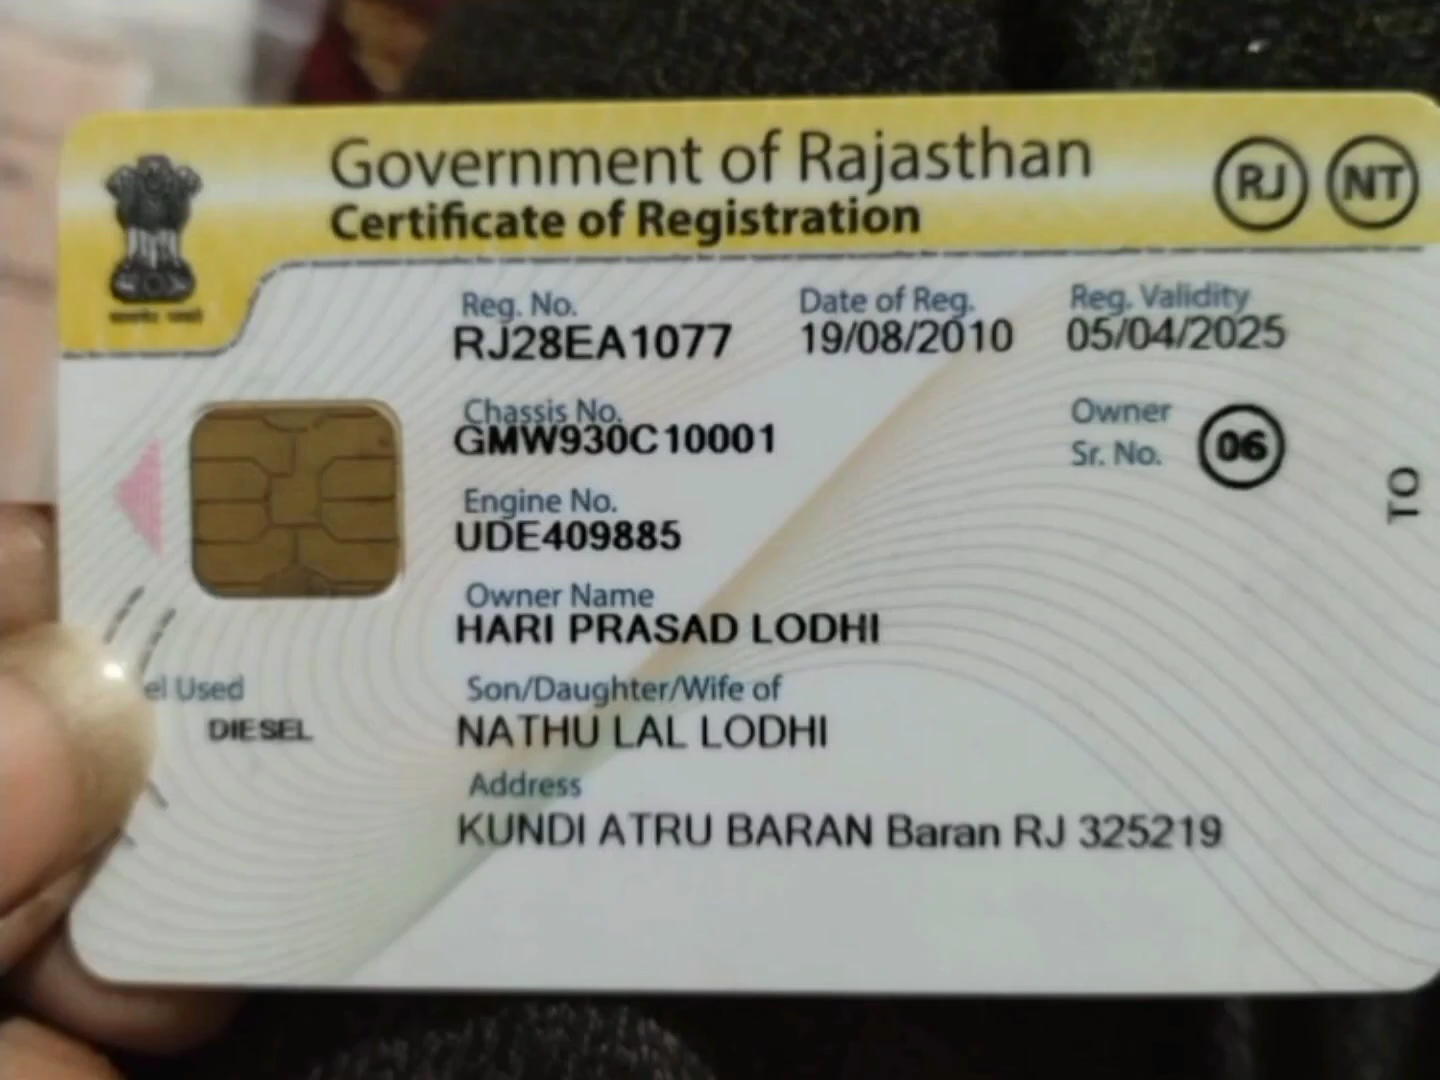 Government of Rajasthan
Certificate of Registration
RJ NT
Reg. No. Date of Reg. Reg. Validity
RJ28EA1077 19/08/2010 05/04/2025
Chassis No.
GMW930C10001
Owner
Sr. No. 06
TO
Engine No.
UDE409885
Owner Name
HARI PRASAD LODHI
el Used
DIESEL
Son/Daughter/Wife of
NATHU LAL LODHI
Address
KUNDI ATRU BARAN Baran RJ 325219